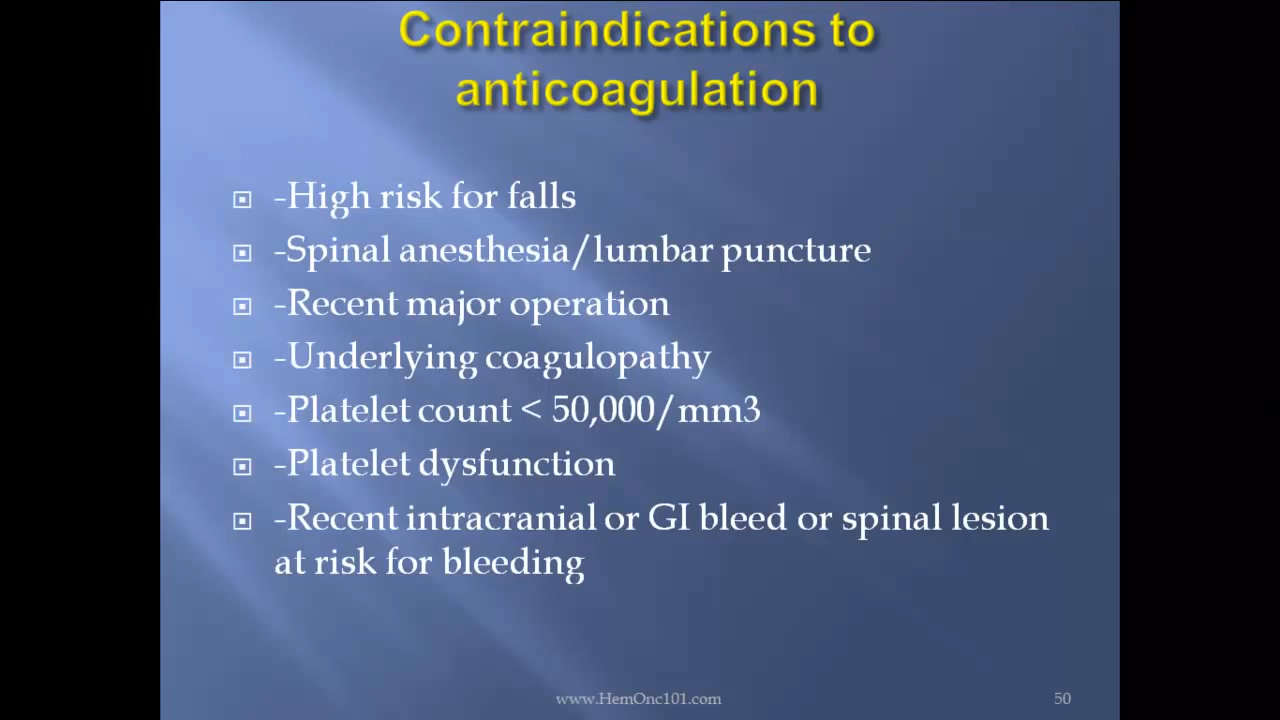 Contraindications to
anticoagulation
-High risk for falls
-Spinal anesthesia/lumbar puncture
-Recent major operation
-Underlying coagulopathy
-Platelet count < 50,000/mm3
-Platelet dysfunction
-Recent intracranial or GI bleed or spinal lesion
at risk for bleeding
www.HemOnc101.com
50